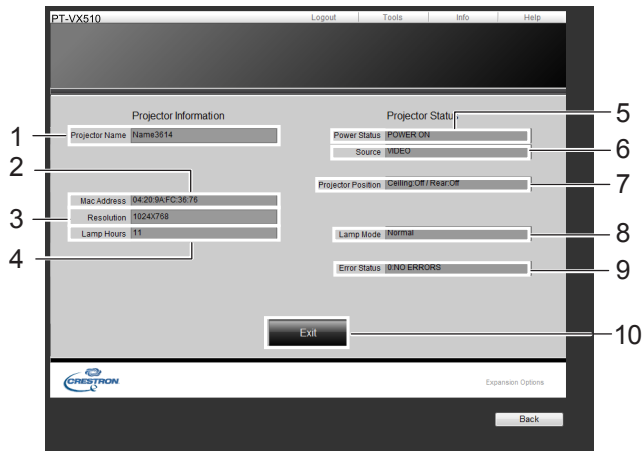 PT-VX510 Logout Tools Info Help
Projector Information
Projector Status
5
1 Projector Name Name3614
Power Status POWER ON
Source VIDEO 6
2
Projector Position Ceiling:Off / Rear:Off 7
Mac Address 04:20:9A:FC:36:76
3 Resolution 1024X768
Lamp Hours 11
Lamp Mode Normal 8
4
Error Status 0:NO ERRORS 9
Exit 10
CRESTRON
Expansion Options
Back